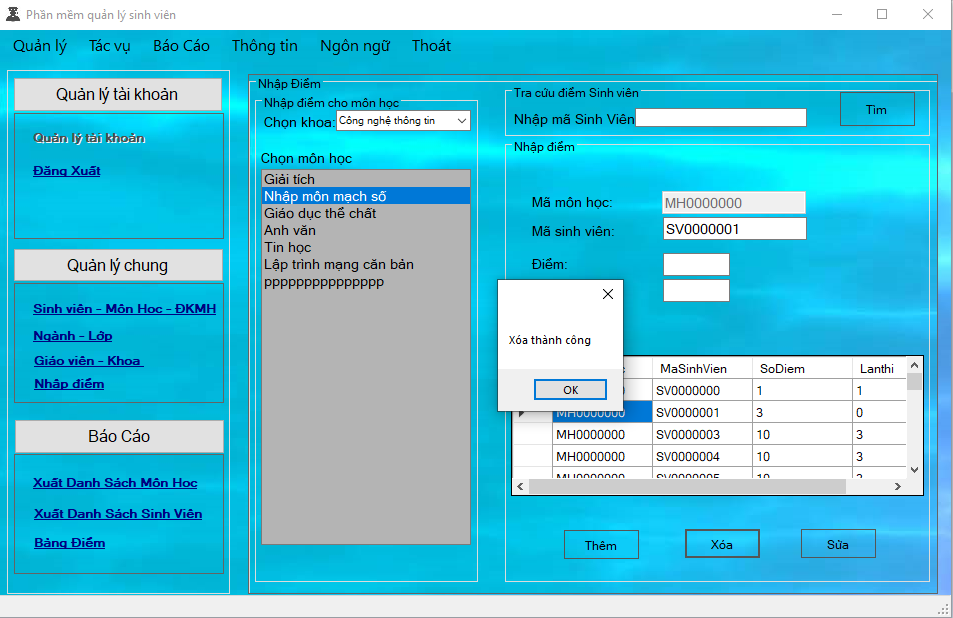 Phần mềm quản lý sinh viên
Quản lý Tác vụ Báo Cáo Thông tin Ngôn ngữ Thoát
Quản lý tài khoản
Quản lý tài khoản
Đăng Xuất
Quản lý chung
Sinh viên - Môn Học - ĐKMH
Ngành - Lớp
Giáo viên - Khoa
Nhập điểm
Báo Cáo
Xuất Danh Sách Môn Học
Xuất Danh Sách Sinh Viên
Bảng Điểm
Nhập Điểm
Nhập điểm cho môn học
Chọn khoa: Công nghệ thông tin
Chọn môn học
Giải tích
Nhập môn mạch số
Giáo dục thể chất
Anh văn
Tin học
Lập trình mạng căn bản
ppppppppppppppp
Tra cứu điểm Sinh viên
Nhập mã Sinh Viên
Tìm
Nhập điểm
Mã môn học: MH0000000
Mã sinh viên: SV0000001
Điểm:
Xóa thành công
OK
MaSinhVien SoDiem Lanthi
SV0000000 1 1
MH0000000 SV0000001 3 0
MH0000000 SV0000003 10 3
MH0000000 SV0000004 10 3
MH0000000 SV0000005 10 3
Thêm Xóa Sửa